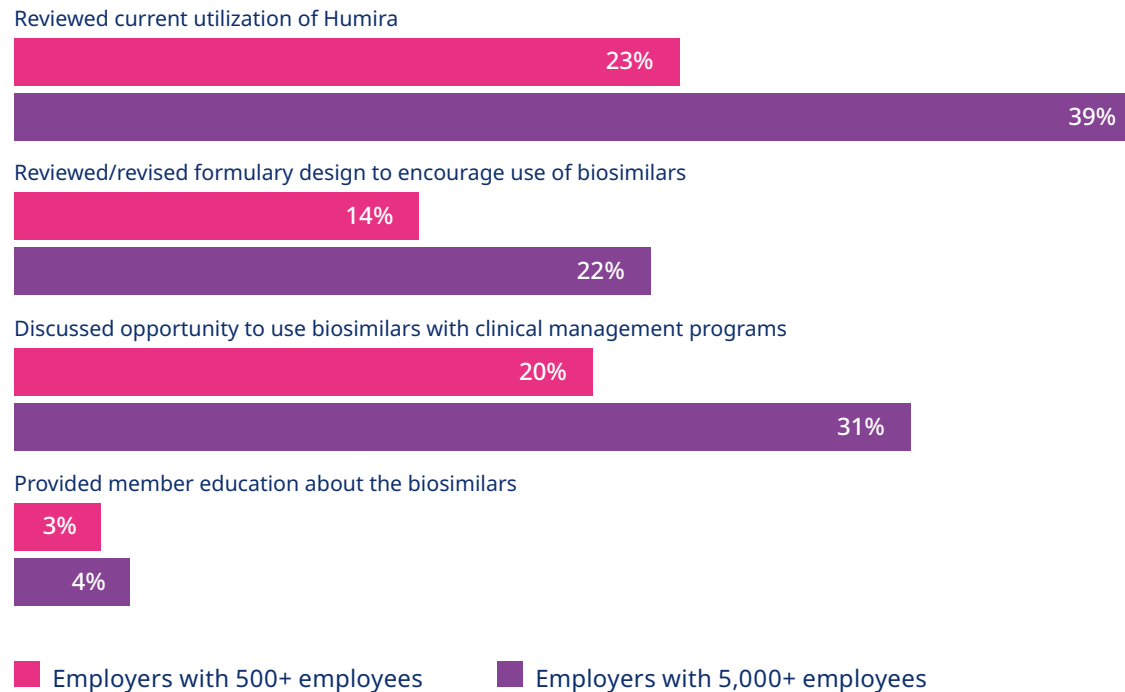 Reviewed current utilization of Humira
23%
39%
Reviewed/revised formulary design to encourage use of biosimilars
14%
22%
Discussed opportunity to use biosimilars with clinical management programs
20%
31%
Provided member education about the biosimilars
3%
4%
Employers with 500+ employees
Employers with 5,000+ employees